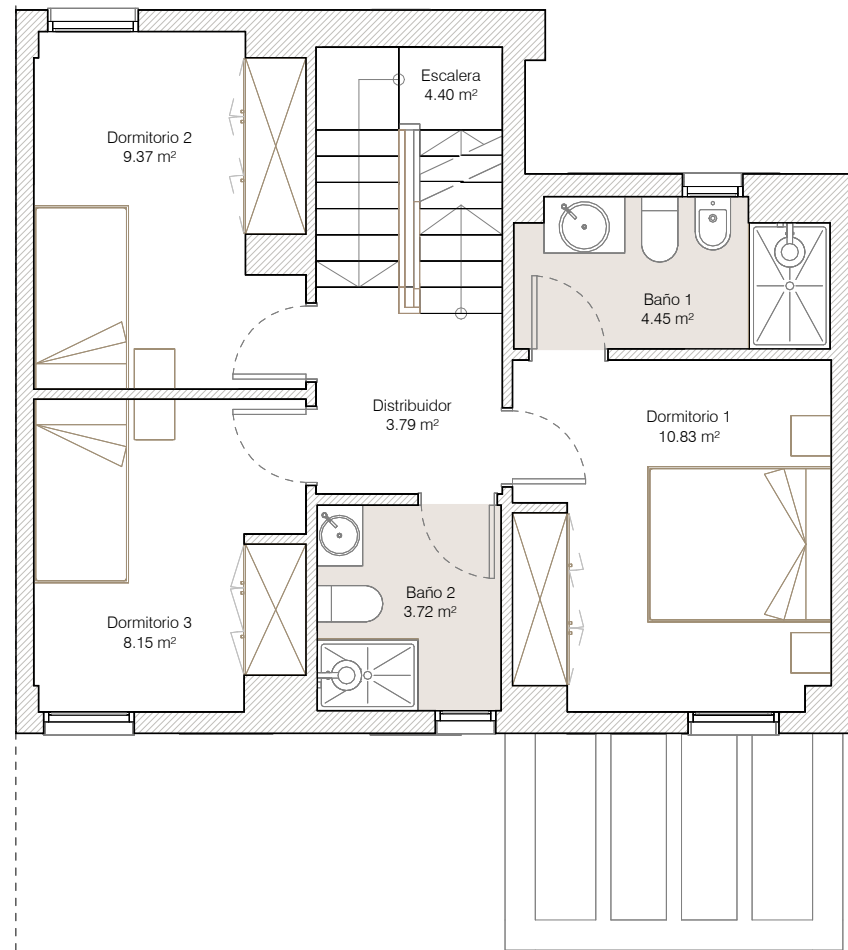 Escalera
4.40 m²
Dormitorio 2
9.37 m²
Baño 1
4.45 m²
Distribuidor
3.79 m²
Dormitorio 1
10.83 m²
Baño 2
3.72 m²
Dormitorio 3
8.15 m²